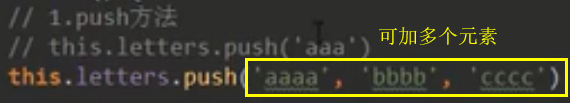 // 1.push方法
// this.letters.push('aaa')
可加多个元素
this.letters.push('aaaa', 'bbbb', 'cccc')